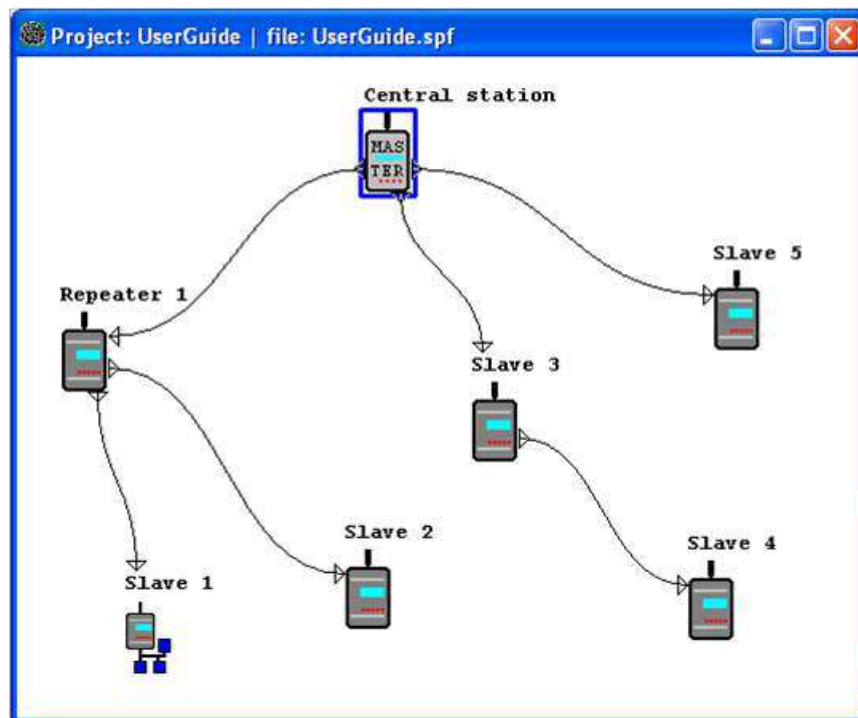 Project: UserGuide | file: UserGuide.spf
Central station
MAS
TER
Slave 5
Repeater 1
Slave 3
Slave 2
Slave 4
Slave 1